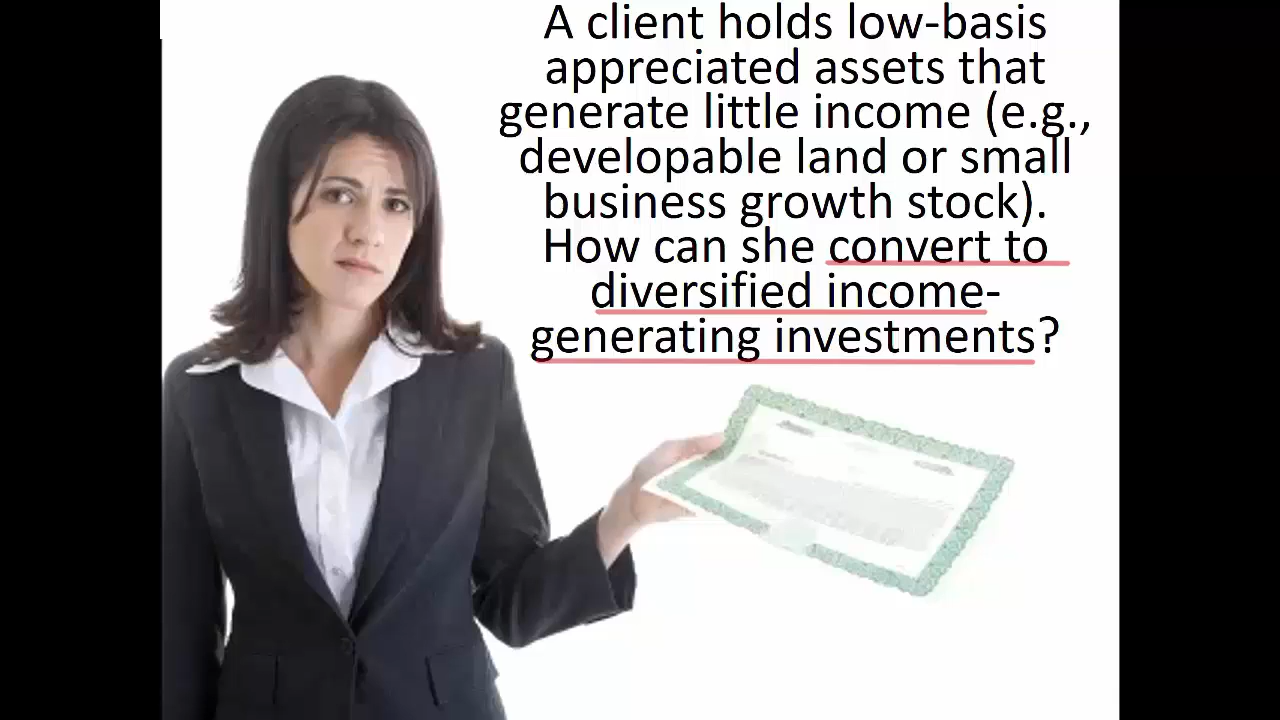 A client holds low-basis
appreciated assets that
generate little income (e.g.,
developable land or small
business growth stock).
How can she convert to
diversified income-
generating investments?